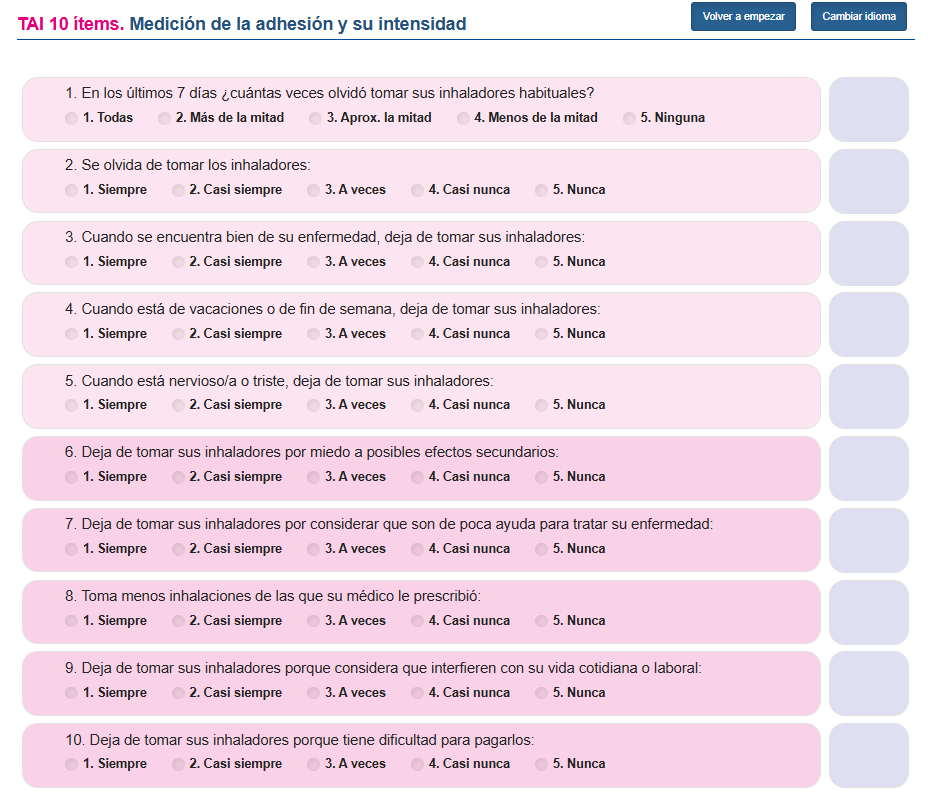 TAI 10 ítems. Medición de la adhesión y su intensidad
Volver a empezar
Cambiar idioma
1. En los últimos 7 días ¿cuántas veces olvidó tomar sus inhaladores habituales?
1. Todas 2. Más de la mitad 3. Aprox. la mitad 4. Menos de la mitad 5. Ninguna
2. Se olvida de tomar los inhaladores:
1. Siempre 2. Casi siempre 3. A veces 4. Casi nunca 5. Nunca
3. Cuando se encuentra bien de su enfermedad, deja de tomar sus inhaladores:
1. Siempre 2. Casi siempre 3. A veces 4. Casi nunca 5. Nunca
4. Cuando está de vacaciones o de fin de semana, deja de tomar sus inhaladores:
1. Siempre 2. Casi siempre 3. A veces 4. Casi nunca 5. Nunca
5. Cuando está nervioso/a o triste, deja de tomar sus inhaladores:
1. Siempre 2. Casi siempre 3. A veces 4. Casi nunca 5. Nunca
6. Deja de tomar sus inhaladores por miedo a posibles efectos secundarios:
1. Siempre 2. Casi siempre 3. A veces 4. Casi nunca 5. Nunca
7. Deja de tomar sus inhaladores por considerar que son de poca ayuda para tratar su enfermedad:
1. Siempre 2. Casi siempre 3. A veces 4. Casi nunca 5. Nunca
8. Toma menos inhalaciones de las que su médico le prescribió:
1. Siempre 2. Casi siempre 3. A veces 4. Casi nunca 5. Nunca
9. Deja de tomar sus inhaladores porque considera que interfieren con su vida cotidiana o laboral:
1. Siempre 2. Casi siempre 3. A veces 4. Casi nunca 5. Nunca
10. Deja de tomar sus inhaladores porque tiene dificultad para pagarlos:
1. Siempre 2. Casi siempre 3. A veces 4. Casi nunca 5. Nunca